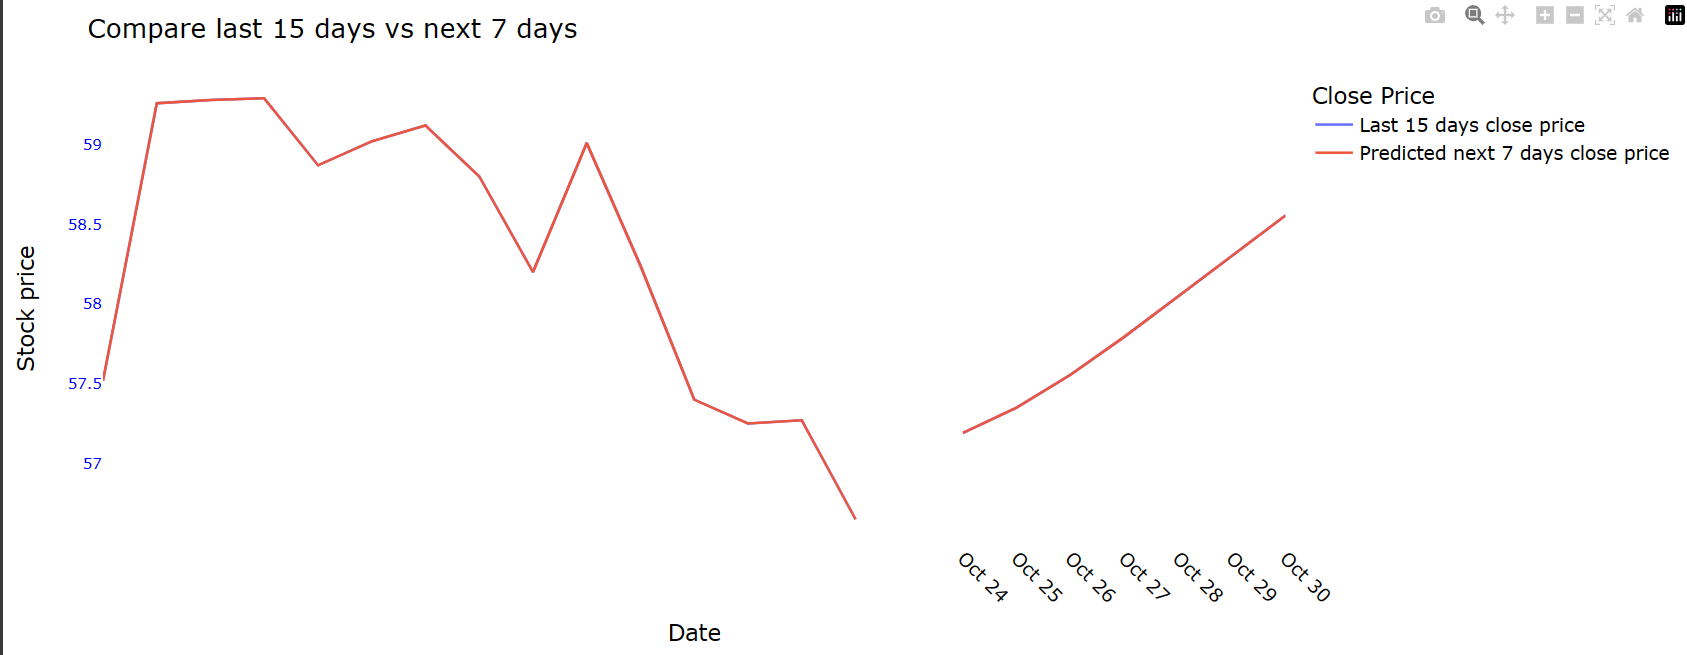 Compare last 15 days vs next 7 days
Close Price
Last 15 days close price
Predicted next 7 days close price
Stock price
59
58.5
58
57.5
57
Oct 24
Oct 25
Oct 26
Oct 27
Oct 28
Oct 29
Oct 30
Date